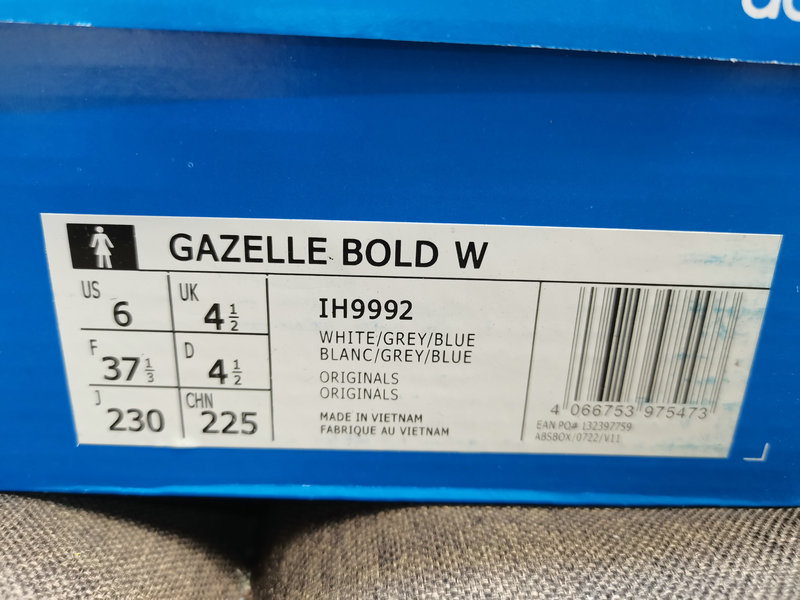 GAZELLE BOLD W
US 6
UK 4 1/2
F 37 1/3
D 4 1/2
J 230
CHN 225
IH9992
WHITE/GREY/BLUE
BLANC/GREY/BLUE
ORIGINALS
ORIGINALS
MADE IN VIETNAM
FABRIQUE AU VIETNAM
4 066753 975473
EAN PO# 132397759
ABSBOX/0722/V11